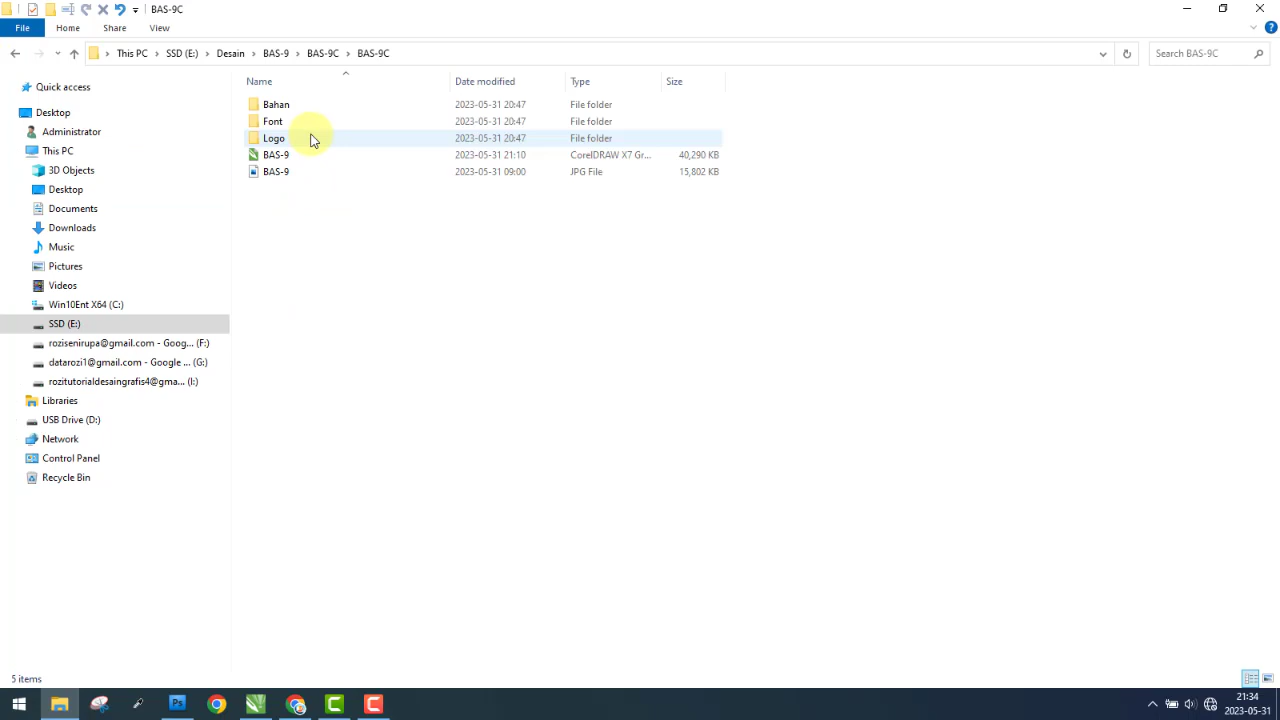 BAS-9C
File Home Share View
This PC SSD (E:) Desain BAS-9 BAS-9C BAS-9C Search BAS-9C
Name Date modified Type Size
Quick access
Desktop
Administrator
This PC
3D Objects
Desktop
Documents
Downloads
Music
Pictures
Videos
Win10Ent X64 (C:)
SSD (E:)
rozisenirupa@gmail.com - Goog... (F:)
datarozi1@gmail.com - Google ... (G:)
rozitutorialdesaingrafis4@gma... (I:)
Libraries
USB Drive (D:)
Network
Control Panel
Recycle Bin
Bahan 2023-05-31 20:47 File folder
Font 2023-05-31 20:47 File folder
Logo 2023-05-31 20:47 File folder
BAS-9 2023-05-31 21:10 CorelDRAW X7 Gr... 40,290 KB
BAS-9 2023-05-31 09:00 JPG File 15,802 KB
5 items
Ps
21:34
2023-05-31